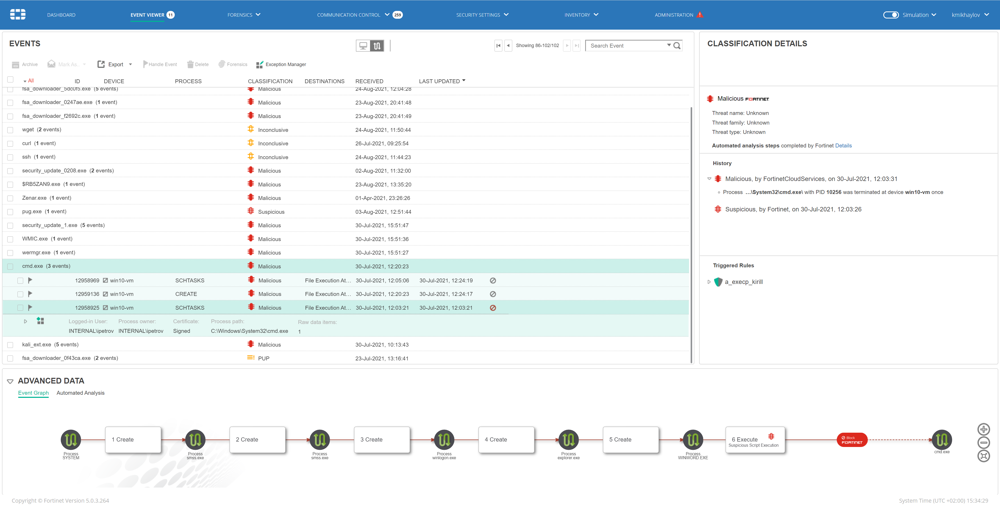 DASHBOARD EVENT VIEWER 11 FORENSICS COMMUNICATION CONTROL 259 SECURITY SETTINGS INVENTORY ADMINISTRATION Simulation kmikhaylov
EVENTS
Showing 86-102/102 Search Event
Archive Mark As... Export Handle Event Delete Forensics Exception Manager
All ID DEVICE PROCESS CLASSIFICATION DESTINATIONS RECEIVED LAST UPDATED
fsa_downloader_5dc0f5.exe (5 events) Malicious 24-Aug-2021, 12:04:28
fsa_downloader_0247ae.exe (1 event) Malicious 23-Aug-2021, 20:41:48
fsa_downloader_f2692c.exe (1 event) Malicious 23-Aug-2021, 20:41:49
wget (2 events) Inconclusive 24-Aug-2021, 11:50:44
curl (1 event) Inconclusive 26-Jul-2021, 09:25:54
ssh (1 event) Inconclusive 24-Aug-2021, 11:44:23
security_update_0208.exe (2 events) Malicious 02-Aug-2021, 11:32:00
$RB5ZAN9.exe (1 event) Malicious 23-Aug-2021, 13:35:20
Zenar.exe (1 event) Malicious 01-Apr-2021, 23:26:26
pug.exe (1 event) Suspicious 03-Aug-2021, 12:51:44
security_update_1.exe (5 events) Malicious 30-Jul-2021, 15:51:47
WMIC.exe (1 event) Malicious 30-Jul-2021, 15:51:36
wermgr.exe (1 event) Malicious 30-Jul-2021, 15:51:27
cmd.exe (3 events) Malicious 30-Jul-2021, 12:20:23
12958969 win10-vm SCHTASKS Malicious File Execution At... 30-Jul-2021, 12:05:06 30-Jul-2021, 12:24:19
12959136 win10-vm CREATE Malicious File Execution At... 30-Jul-2021, 12:20:23 30-Jul-2021, 12:24:17
12958925 win10-vm SCHTASKS Malicious File Execution At... 30-Jul-2021, 12:03:21 30-Jul-2021, 12:03:21
Logged-in User: Process owner: Certificate: Process path: Raw data items:
INTERNAL\ipetrov INTERNAL\ipetrov Signed C:\Windows\System32\cmd.exe 1
kali_ext.exe (5 events) Malicious 30-Jul-2021, 10:13:43
fsa_downloader_0f43ca.exe (2 events) PUP 23-Jul-2021, 13:16:41
CLASSIFICATION DETAILS
Malicious FORTINET
Threat name: Unknown
Threat family: Unknown
Threat type: Unknown
Automated analysis steps completed by Fortinet Details
History
Malicious, by FortinetCloudServices, on 30-Jul-2021, 12:03:31
Process ...\System32\cmd.exe\ with PID 10256 was terminated at device win10-vm once
Suspicious, by Fortinet, on 30-Jul-2021, 12:03:26
Triggered Rules
a_execp_kirill
ADVANCED DATA
Event Graph Automated Analysis
1 Create 2 Create 3 Create 4 Create 5 Create 6 Execute
Suspicious Script Execution
Block
FORTINET
Process Process Process Process Process Process
SYSTEM smss.exe smss.exe winlogon.exe explorer.exe WINWORD.EXE cmd.exe
Copyright © Fortinet Version 5.0.3.264 System Time (UTC +02:00) 15:34:29